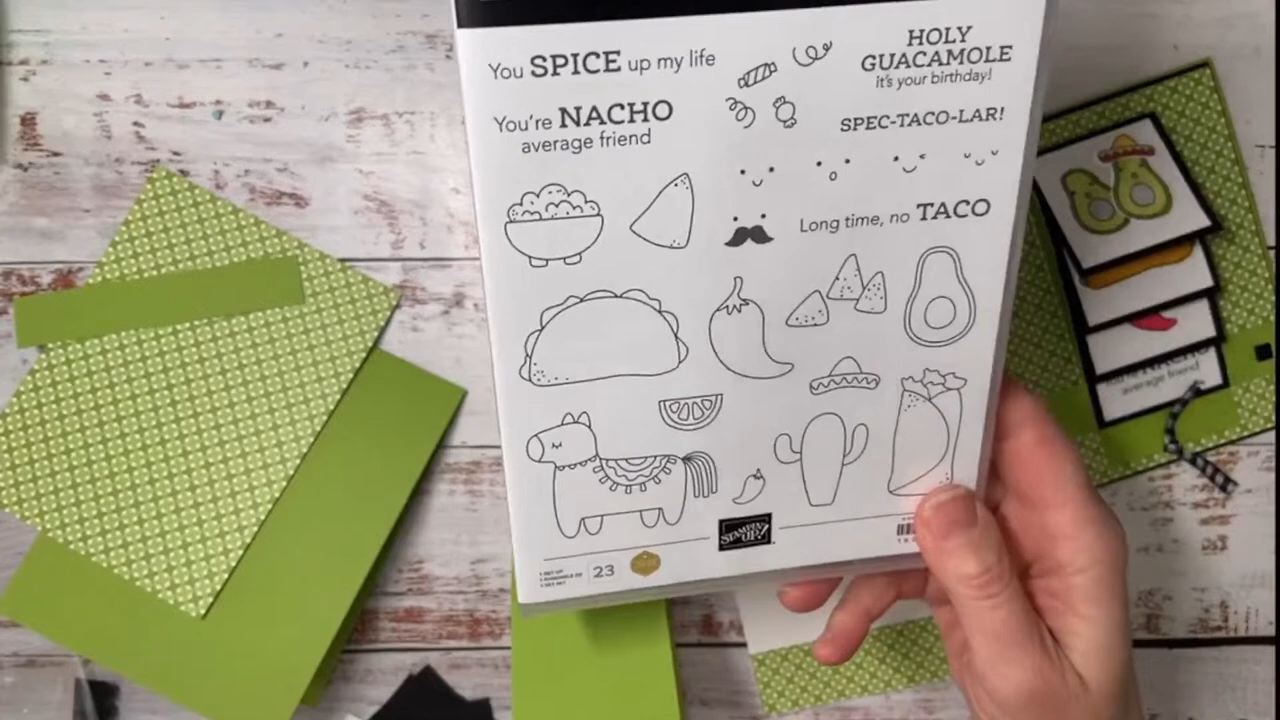 You SPICE up my life
HOLY
GUACAMOLE
it's your birthday!
You're NACHO
average friend
SPEC-TACO-LAR!
Long time, no TACO
STAMPIN'
UP!
23
NACHO
average friend